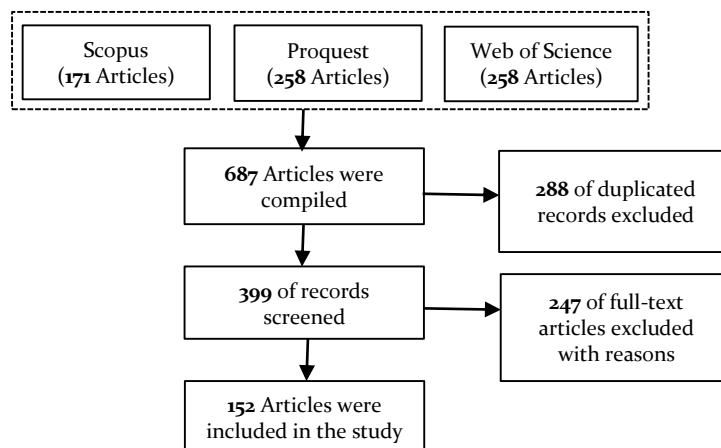 Scopus
(171 Articles)
Proquest
(258 Articles)
Web of Science
(258 Articles)
687 Articles were
compiled
288 of duplicated
records excluded
399 of records
screened
247 of full-text
articles excluded
with reasons
152 Articles were
included in the study